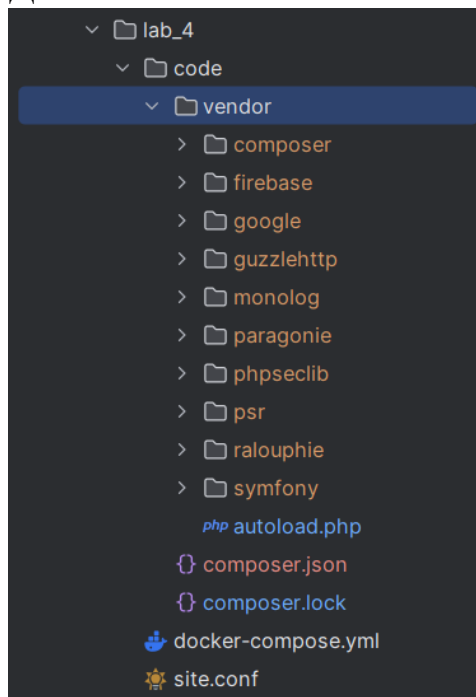 lab_4
code
vendor
composer
firebase
google
guzzlehttp
monolog
paragonie
phpseclib
psr
ralouphie
symfony
php autoload.php
{} composer.json
{} composer.lock
docker-compose.yml
site.conf